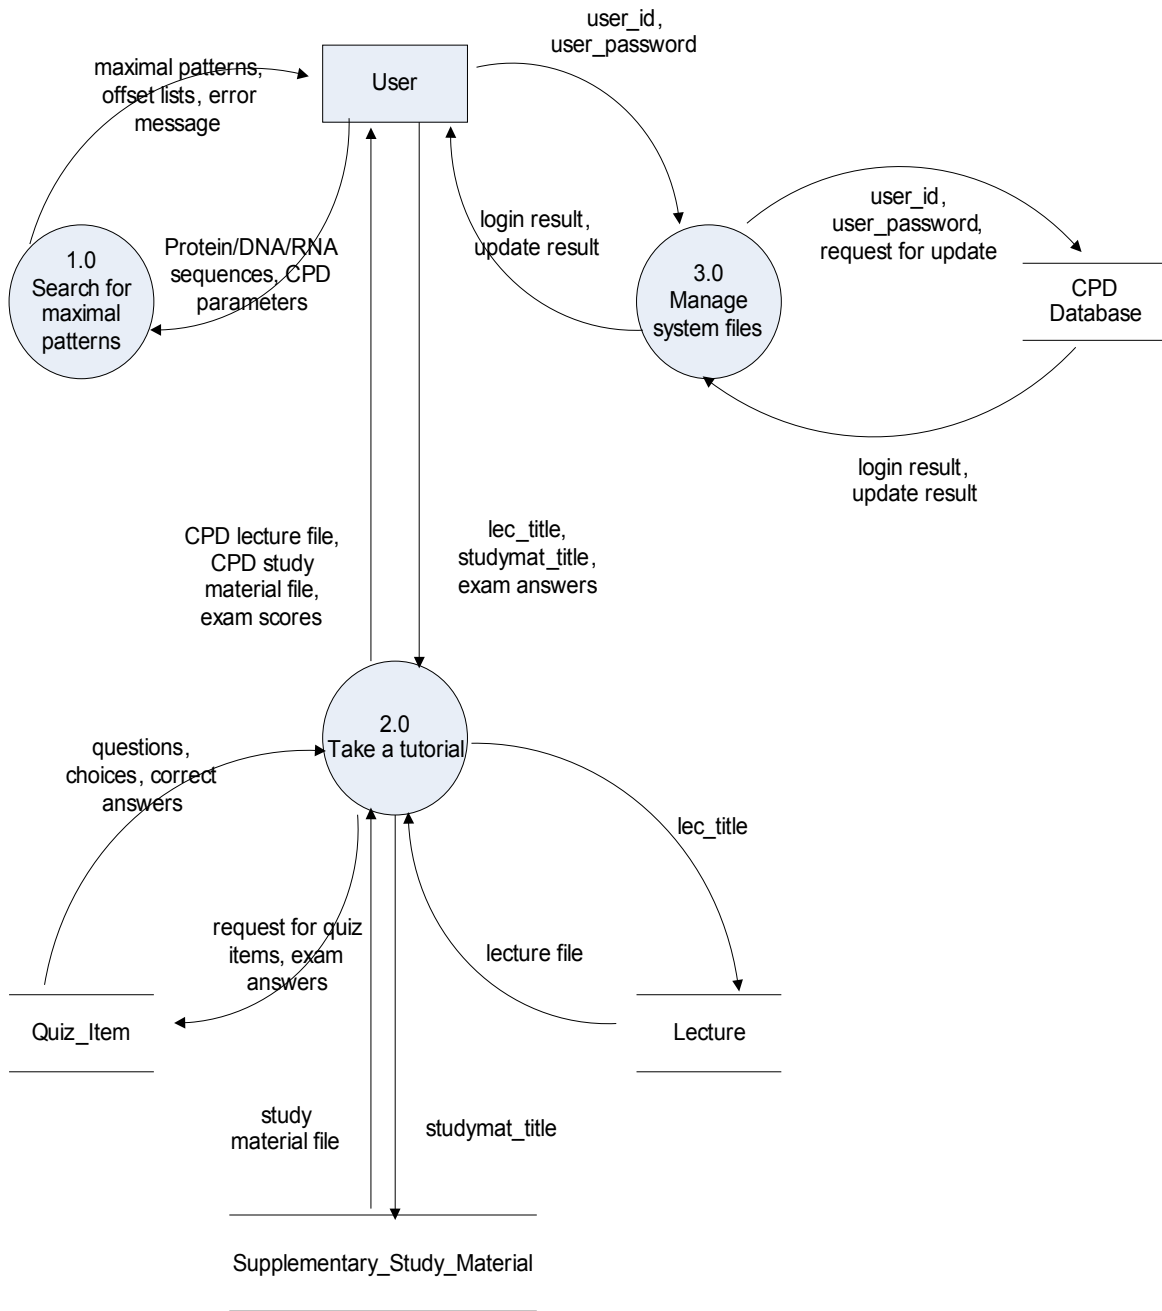 user_id,
user_password
User
maximal patterns,
offset lists, error
message
login result,
update result
user_id,
user_password,
request for update
Protein/DNA/RNA
sequences, CPD
parameters
1.0
Search for
maximal
patterns
3.0
Manage
system files
CPD
Database
login result,
update result
CPD lecture file,
CPD study
material file,
exam scores
lec_title,
studymat_title,
exam answers
2.0
Take a tutorial
questions,
choices, correct
answers
lec_title
request for quiz
items, exam
answers
lecture file
Quiz_Item
Lecture
study
material file
studymat_title
Supplementary_Study_Material